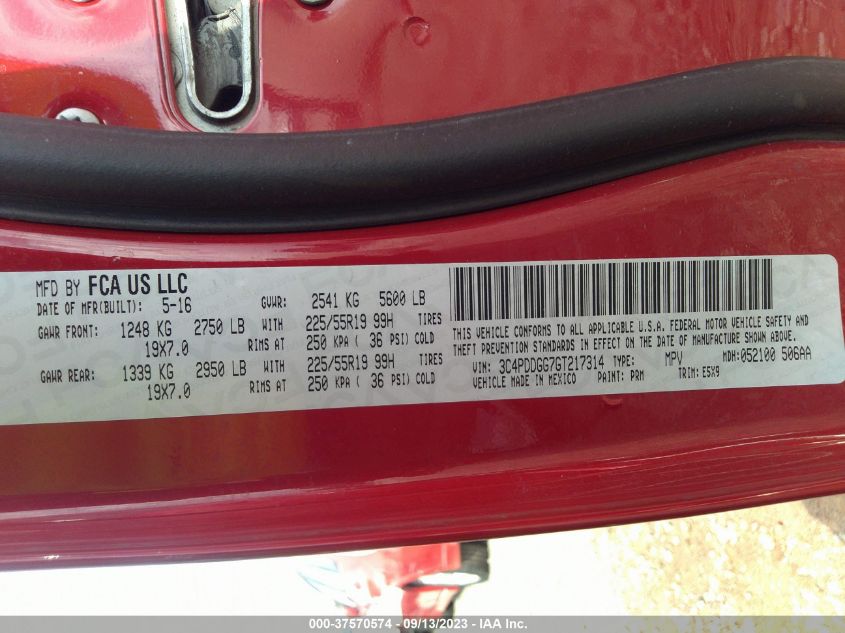 MFD BY FCA US LLC
DATE OF MFR(BUILT): 5-16 GVWR: 2541 KG 5600 LB
GAWR FRONT: 1248 KG 2750 LB WITH 225/55R19 99H TIRES
19X7.0 RIMS AT 250 KPA ( 36 PSI) COLD
GAWR REAR: 1339 KG 2950 LB WITH 225/55R19 99H TIRES
19X7.0 RIMS AT 250 KPA ( 36 PSI) COLD
THIS VEHICLE CONFORMS TO ALL APPLICABLE U.S.A. FEDERAL MOTOR VEHICLE SAFETY AND
THEFT PREVENTION STANDARDS IN EFFECT ON THE DATE OF MANUFACTURE SHOWN ABOVE.
VIN: 3C4PDDGG7GT217314 TYPE: MPV MDH: 052100 506AA
VEHICLE MADE IN MEXICO PAINT: PRM TRIM: E5X9
000-37570574 - 09/13/2023 - IAA Inc.